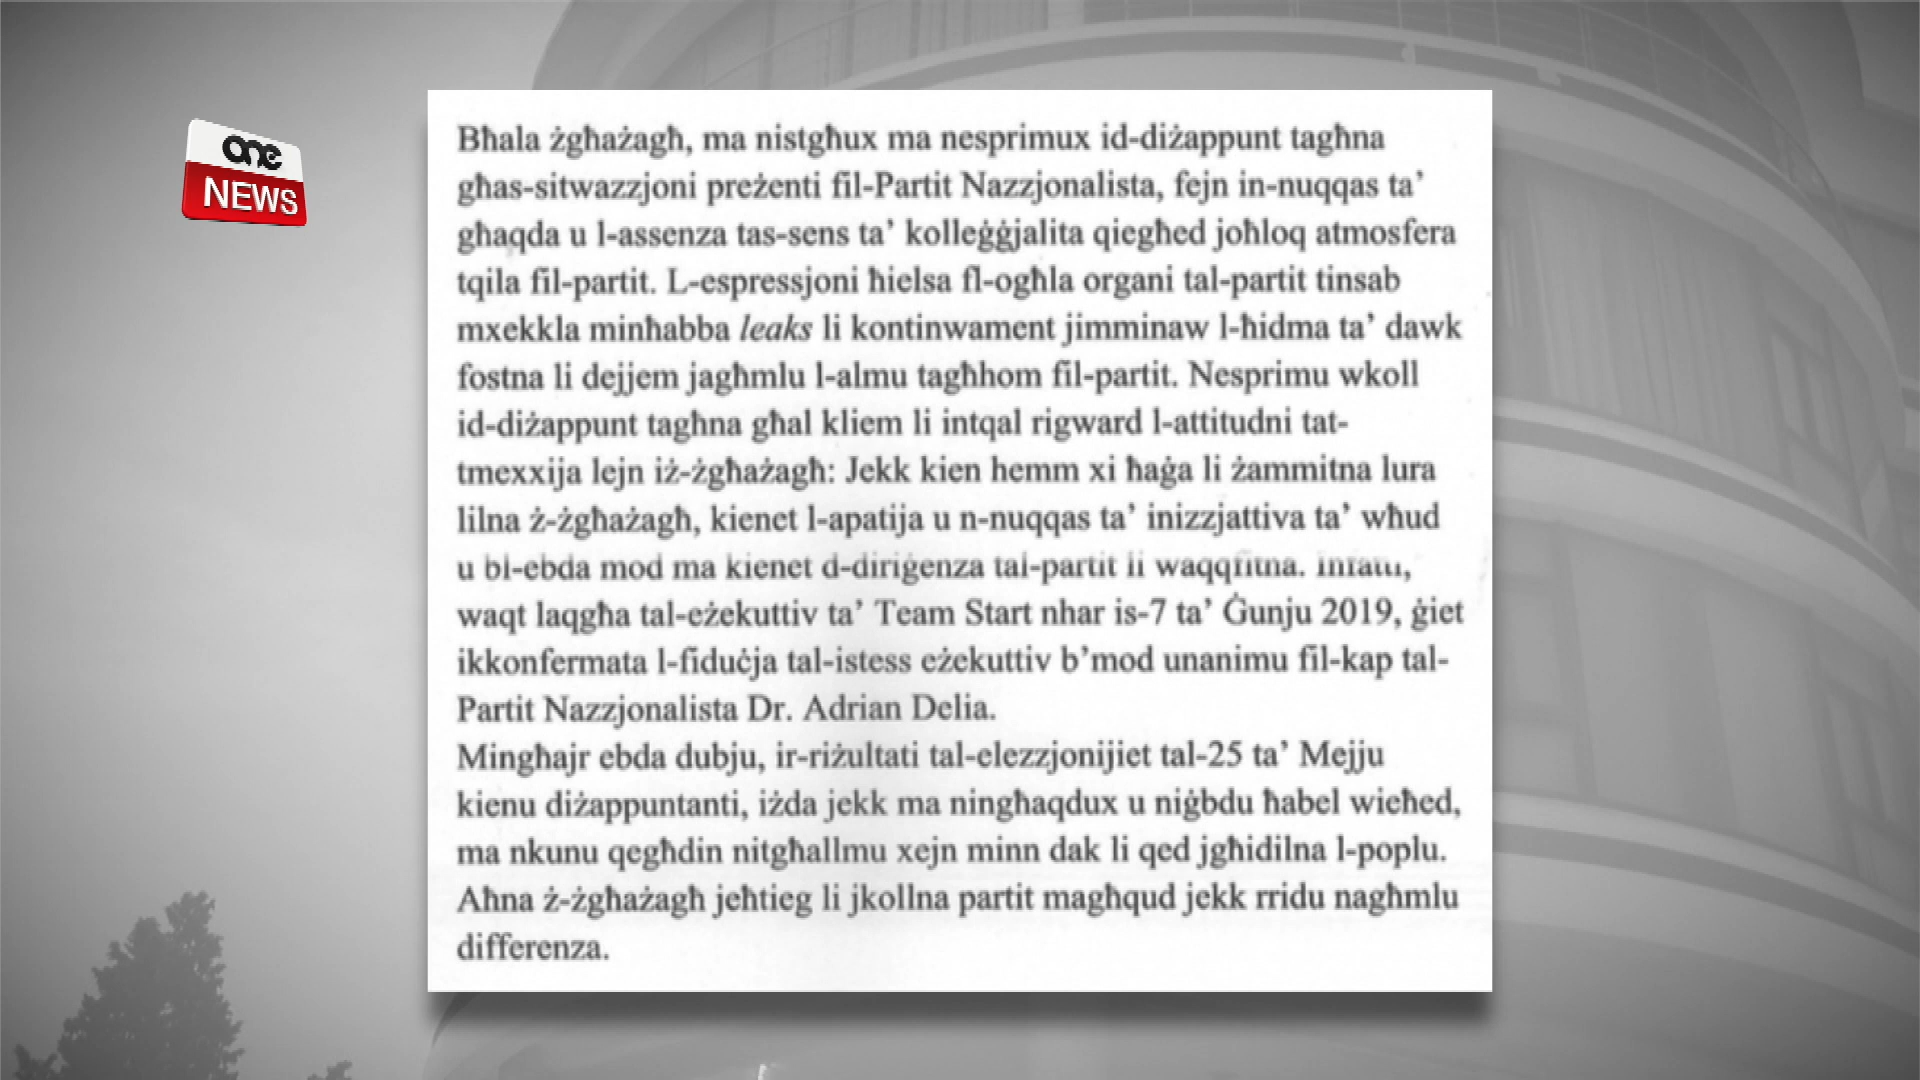 one
NEWS
Bħala żgħażagħ, ma nistgħux ma nesprimux id-diżappunt tagħna
għas-sitwazzjoni preżenti fil-Partit Nazzjonalista, fejn in-nuqqas ta’
għaqda u l-assenza tas-sens ta’ kolleġġjalita qiegħed joħloq atmosfera
tqila fil-partit. L-espressjoni ħielsa fl-ogħla organi tal-partit tinsab
mxekkla minħabba leaks li kontinwament jimminaw l-ħidma ta’ dawk
fostna li dejjem jagħmlu l-almu tagħhom fil-partit. Nesprimu wkoll
id-diżappunt tagħna għal kliem li intqal rigward l-attitudni tat-
tmexxija lejn iż-żgħażagħ: Jekk kien hemm xi ħaġa li żammitna lura
lilna ż-żgħażagħ, kienet l-apatija u n-nuqqas ta’ inizzjattiva ta’ wħud
u bl-ebda mod ma kienet d-diriġenza tal-partit li waqqfitna.
waqt laqgħa tal-eżekuttiv ta’ Team Start nhar is-7 ta’ Ġunju 2019, ġiet
ikkonfermata l-fiduċja tal-istess eżekuttiv b’mod unanimu fil-kap tal-
Partit Nazzjonalista Dr. Adrian Delia.
Mingħajr ebda dubju, ir-riżultati tal-elezzjonijiet tal-25 ta’ Mejju
kienu diżappuntanti, iżda jekk ma ningħaqdux u niġbdu ħabel wieħed,
ma nkunu qegħdin nitgħallmu xejn minn dak li qed jgħidilna l-poplu.
Aħna ż-żgħażagħ jeħtieg li jkollna partit magħqud jekk rridu nagħmlu
differenza.